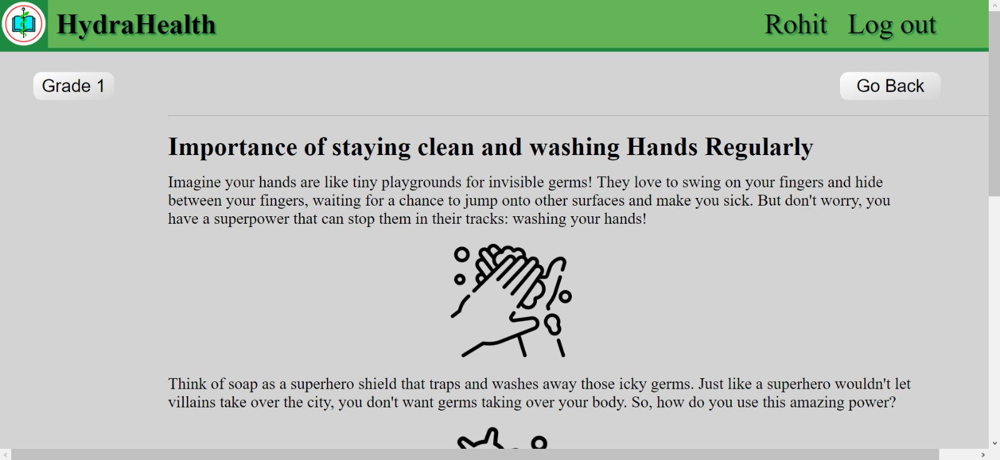 HydraHealth
Rohit Log out
Grade 1
Go Back
Importance of staying clean and washing Hands Regularly
Imagine your hands are like tiny playgrounds for invisible germs! They love to swing on your fingers and hide
between your fingers, waiting for a chance to jump onto other surfaces and make you sick. But don't worry, you
have a superpower that can stop them in their tracks: washing your hands!
Think of soap as a superhero shield that traps and washes away those icky germs. Just like a superhero wouldn't let
villains take over the city, you don't want germs taking over your body. So, how do you use this amazing power?